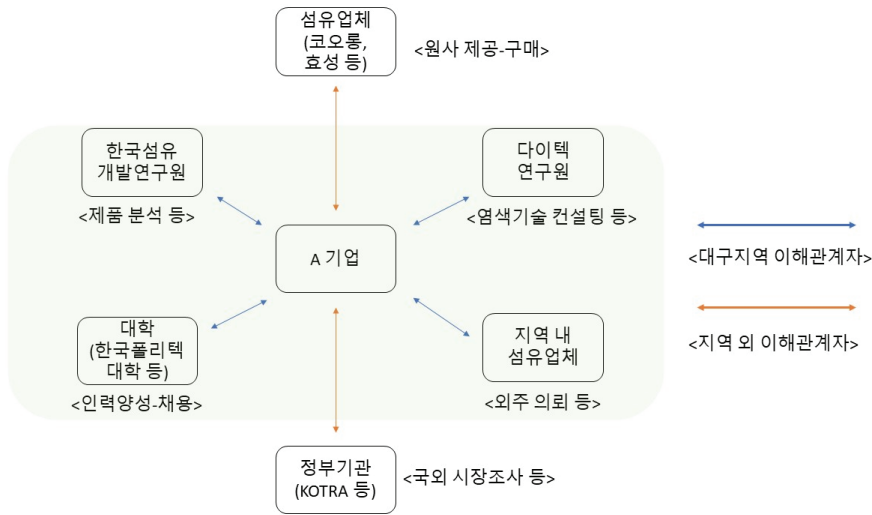 섬유업체
(코오롱,
효성 등)
<원사 제공-구매>
한국섬유
개발연구원
<제품 분석 등>
다이텍
연구원
<염색기술 컨설팅 등>
A 기업
<대구지역 이해관계자>
<지역 외 이해관계자>
대학
(한국폴리텍
대학 등)
<인력양성-채용>
지역 내
섬유업체
<외주 의뢰 등>
정부기관
(KOTRA 등)
<국외 시장조사 등>